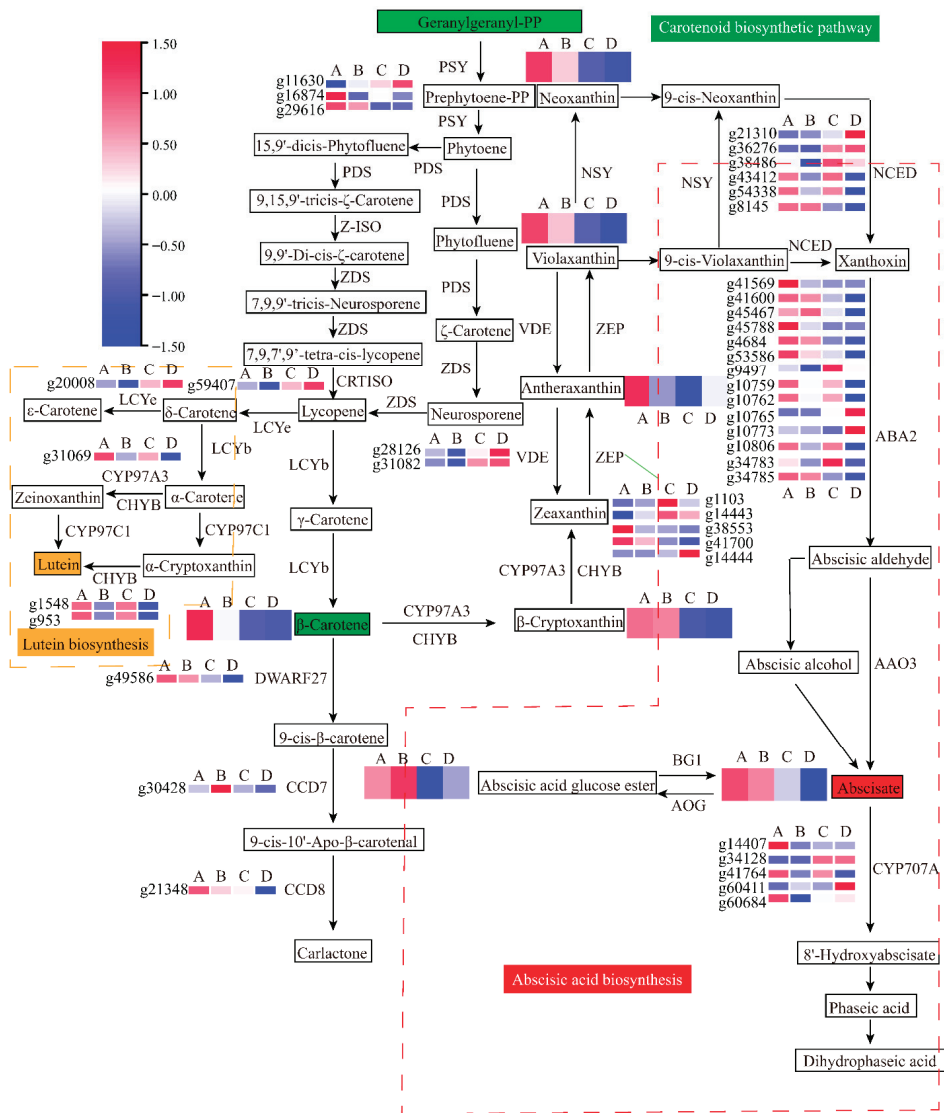 Geranylgeranyl-PP
Carotenoid biosynthetic pathway
1.50
1.00
0.50
0.00
−0.50
−1.00
−1.50
A B C D
g11630
g16874
g29616
PSY
A B C D
Prephytoene-PP
Neoxanthin
9-cis-Neoxanthin
PSY
15,9'-dicis-Phytofluene
Phytoene
PDS
PDS
9,15,9'-tricis-ζ-Carotene
Z-ISO
9,9'-Di-cis-ζ-carotene
ZDS
7,9,9'-tricis-Neurosporene
ZDS
7,9,7',9'-tetra-cis-lycopene
CRTISO
PDS
Phytofluene
PDS
ζ-Carotene
ZDS
NSY
A B C D
Violaxanthin
NSY
9-cis-Violaxanthin
NCED
Xanthoxin
A B C D
g21310
g36276
g38486
g43412
g54338
g8145
NCED
VDE
ZEP
Antheraxanthin
A B C D
g41569
g41600
g45467
g45788
g4684
g53586
g9497
g10759
g10762
g10765
g10773
g10806
g34783
g34785
A B C D
ABA2
A B C D
g20008
A B C D
g59407
ε-Carotene
LCYe
δ-Carotene
LCYe
Lycopene
ZDS
Neurosporene
A B C D
g31069
LCYb
LCYb
A B C D
g28126
g31082
VDE
ZEP
CYP97A3
Zeinoxanthin
CHYB
α-Carotene
γ-Carotene
Zeaxanthin
A B C D
g1103
g14443
g38553
g41700
g14444
CYP97C1
CYP97C1
Lutein
CHYB
α-Cryptoxanthin
LCYb
CYP97A3
CHYB
Abscisic aldehyde
A B C D
g1548
g953
Lutein biosynthesis
A B C D
β-Carotene
CYP97A3
CHYB
β-Cryptoxanthin
A B C D
Abscisic alcohol
AAO3
A B C D
g49586
DWARF27
9-cis-β-carotene
A B C D
g30428
CCD7
A B C D
Abscisic acid glucose ester
BG1
AOG
A B C D
Abscisate
9-cis-10'-Apo-β-carotenal
A B C D
g21348
CCD8
Carlactone
A B C D
g14407
g34128
g41764
g60411
g60684
CYP707A
8'-Hydroxyabscisate
Abscisic acid biosynthesis
Phaseic acid
Dihydrophaseic acid